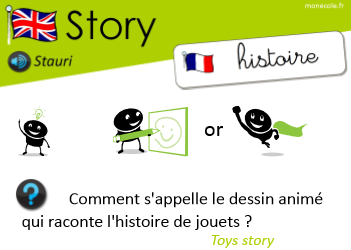 monecole.fr
Story
Stauri
histoire
or
?
Comment s'appelle le dessin animé
qui raconte l'histoire de jouets ?
Toys story